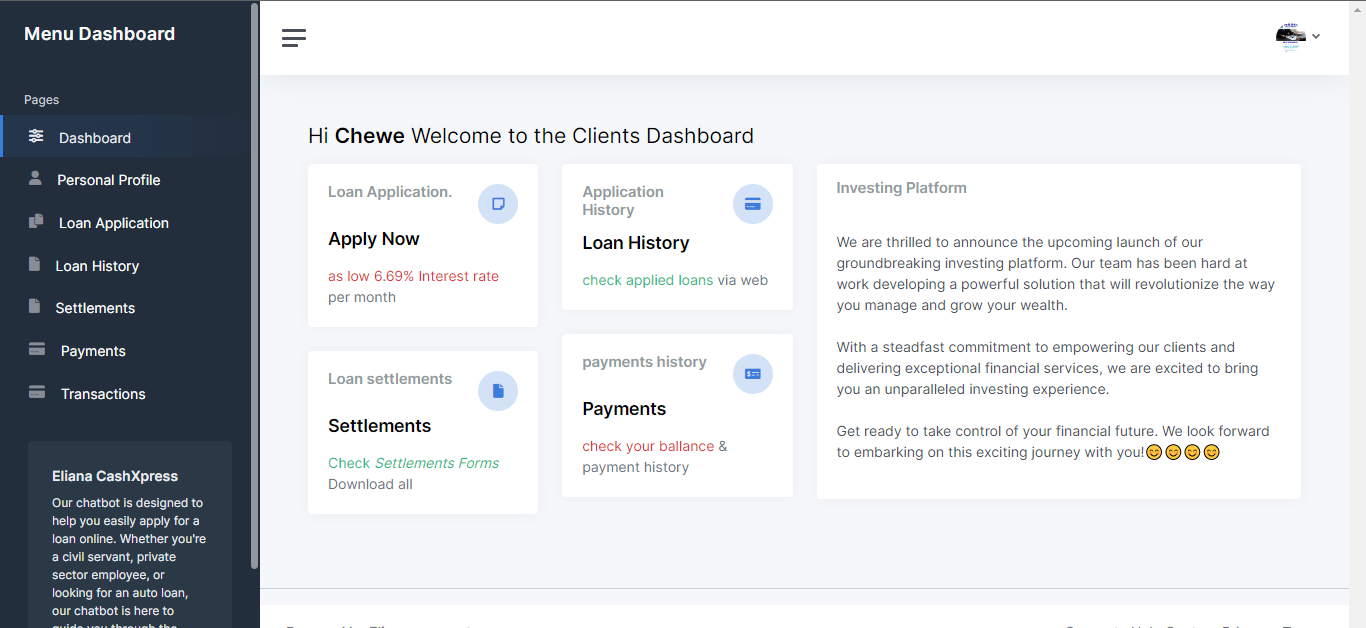 Menu Dashboard
Pages
Dashboard
Personal Profile
Loan Application
Loan History
Settlements
Payments
Transactions
Eliana CashXpress
Our chatbot is designed to
help you easily apply for a
loan online. Whether you're
a civil servant, private
sector employee, or
looking for an auto loan,
our chatbot is here to
guide you through the
Hi Chewe Welcome to the Clients Dashboard
Loan Application.
Apply Now
as low 6.69% Interest rate
per month
Application
History
Loan History
check applied loans via web
Loan settlements
Settlements
Check Settlements Forms
Download all
payments history
Payments
check your ballance &
payment history
Investing Platform
We are thrilled to announce the upcoming launch of our
groundbreaking investing platform. Our team has been hard at
work developing a powerful solution that will revolutionize the way
you manage and grow your wealth.
With a steadfast commitment to empowering our clients and
delivering exceptional financial services, we are excited to bring
you an unparalleled investing experience.
Get ready to take control of your financial future. We look forward
to embarking on this exciting journey with you!😊😊😊😊